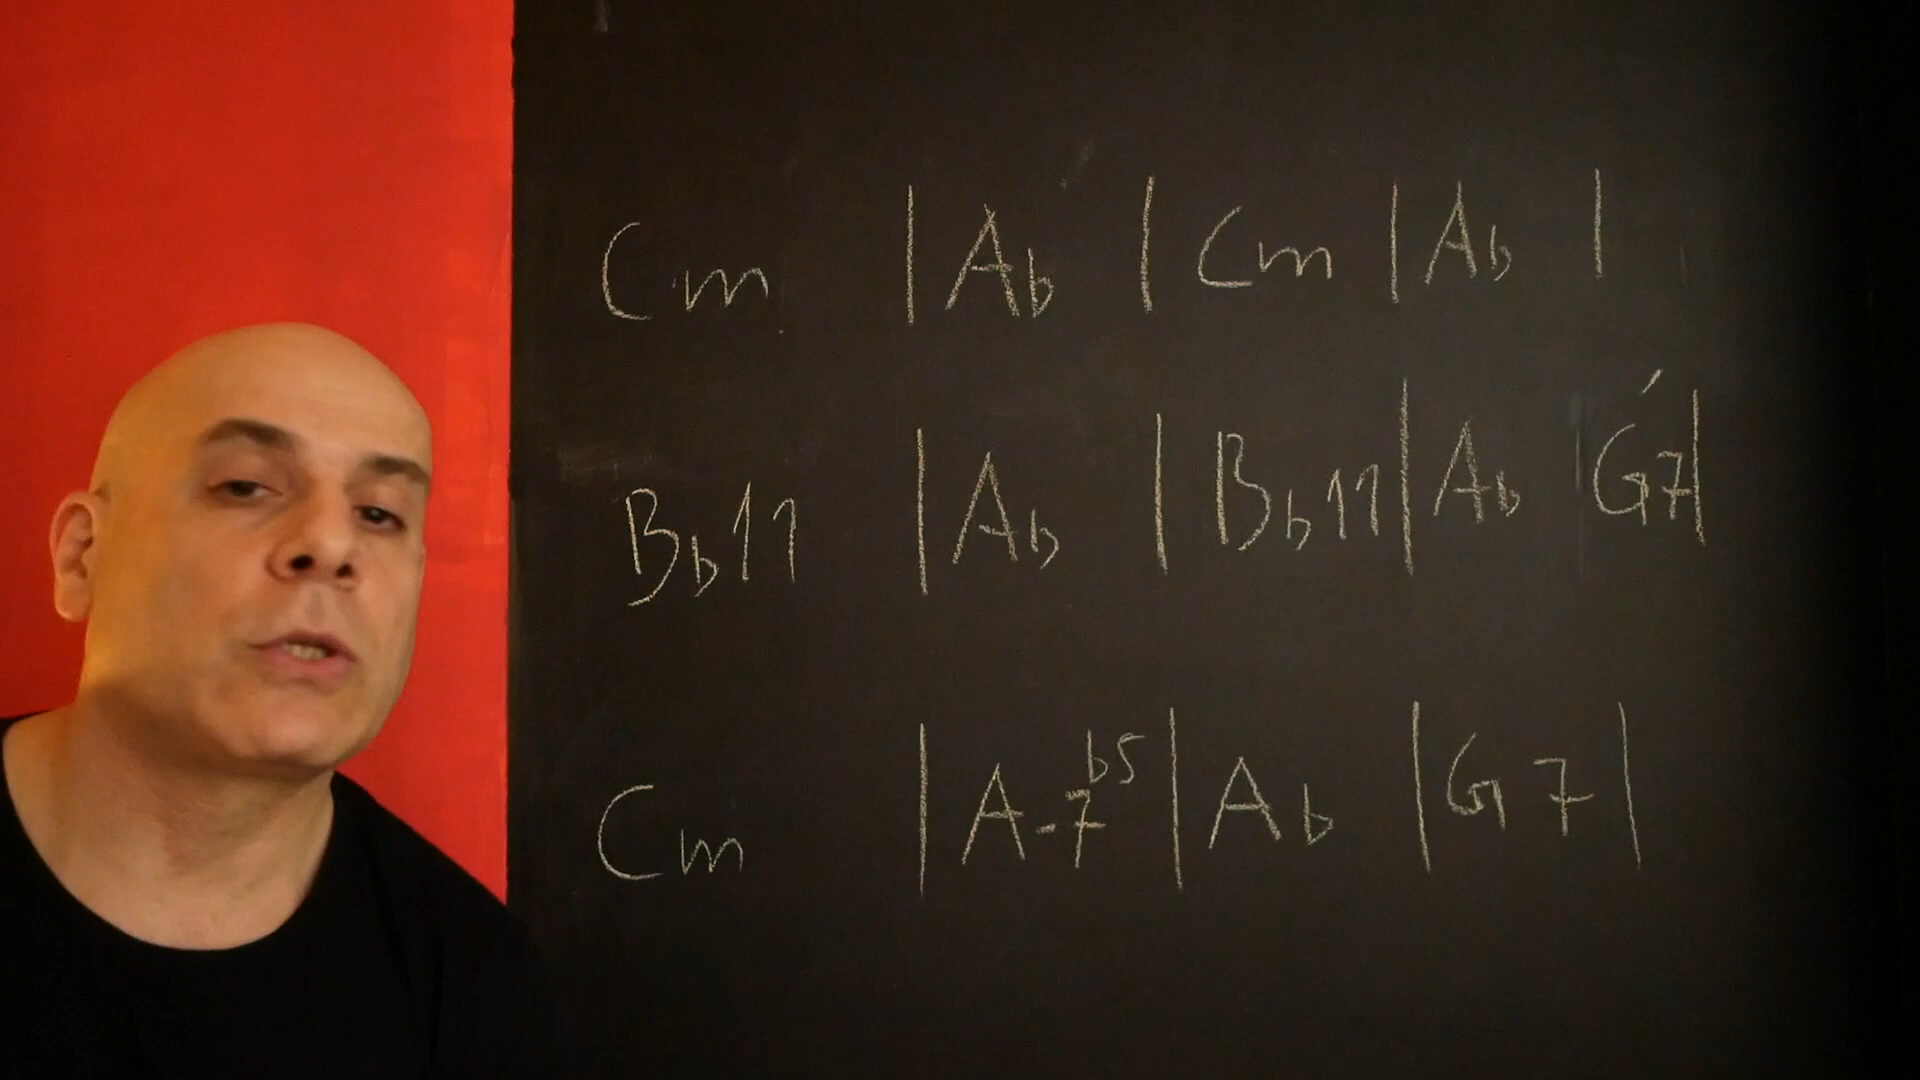 Cm | Ab | Cm | Ab |
Bb11 | Ab | Bb11 | Ab | G7 |
Cm | A-7b5 | Ab | G7 |